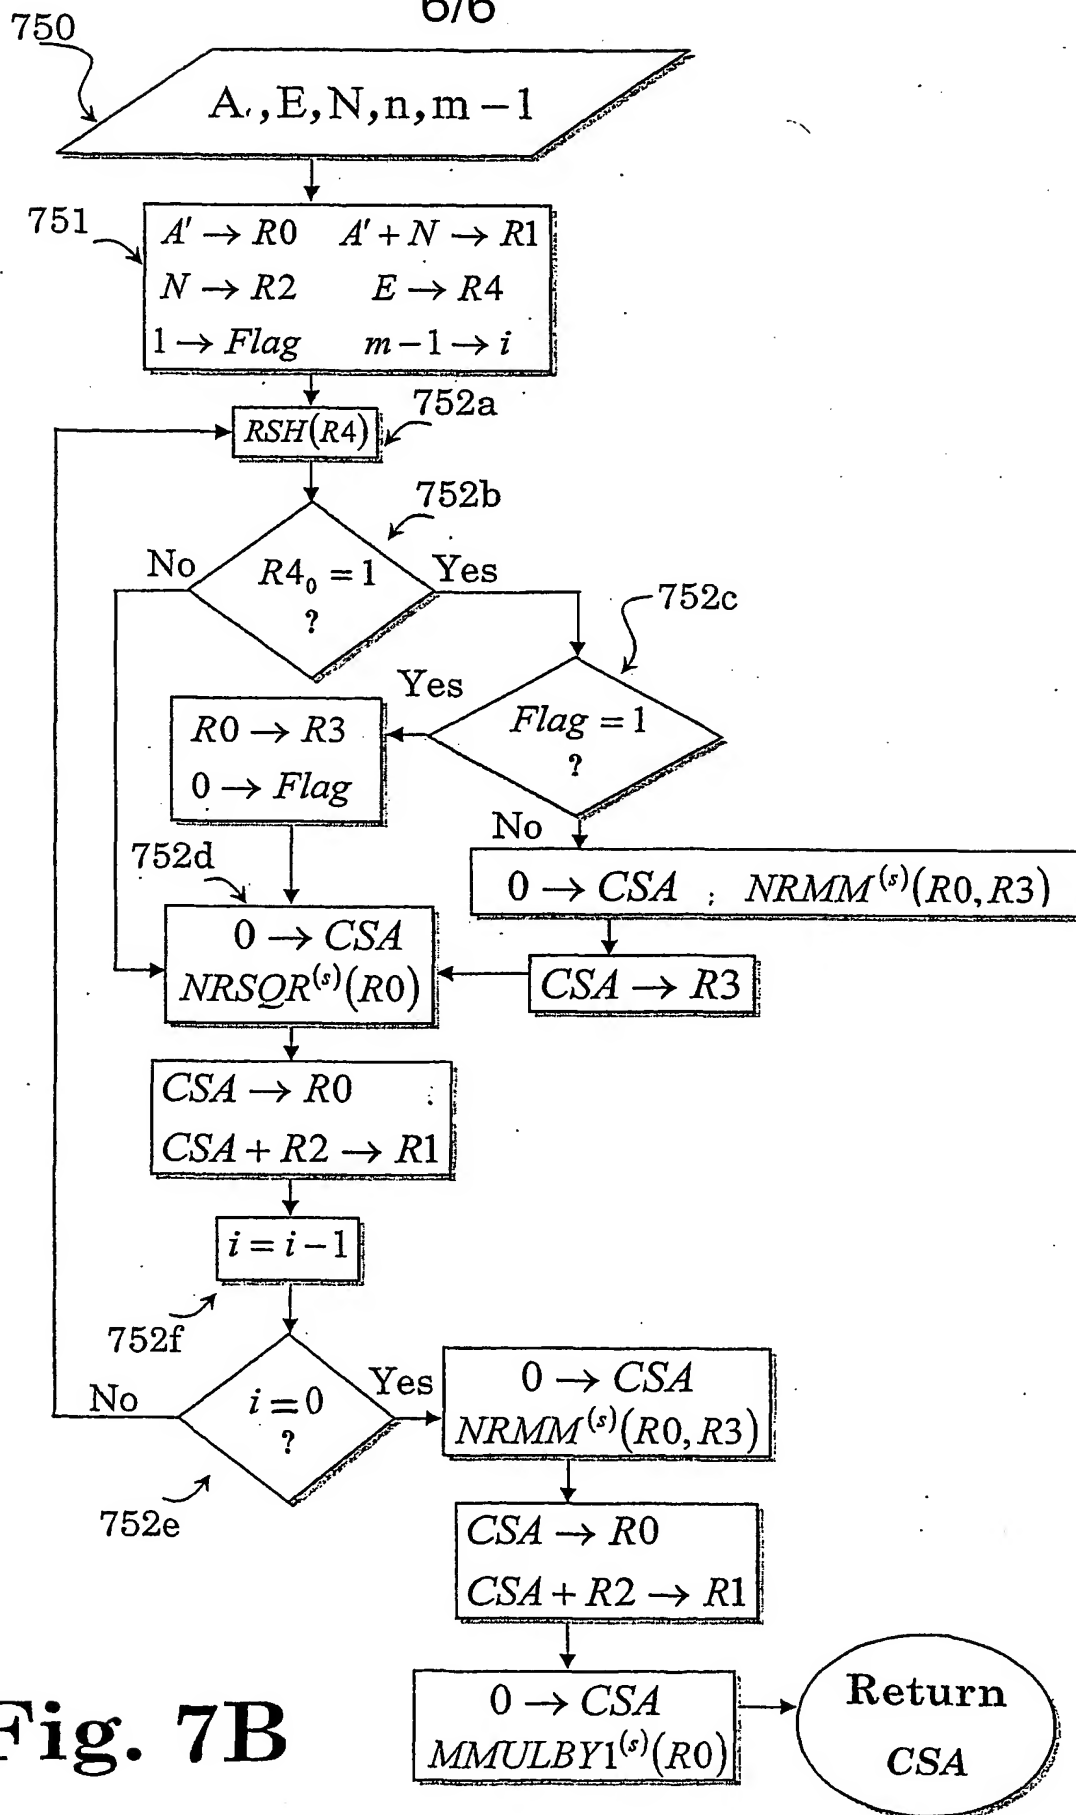 6/6
750
A,E,N,n,m−1
751
A′ → R0 A′ + N → R1
N → R2 E → R4
1 → Flag m−1 → i
752a
RSH(R4)
752b
No
R4₀ = 1
?
Yes
752c
Yes
Flag = 1
?
R0 → R3
0 → Flag
No
0 → CSA ; NRMM⁽ˢ⁾(R0,R3)
752d
0 → CSA
NRSQR⁽ˢ⁾(R0)
CSA → R3
CSA → R0
CSA + R2 → R1
i = i−1
752f
No
i = 0
?
Yes
752e
0 → CSA
NRMM⁽ˢ⁾(R0,R3)
CSA → R0
CSA + R2 → R1
0 → CSA
MMULBY1⁽ˢ⁾(R0)
Return
CSA
Fig. 7B